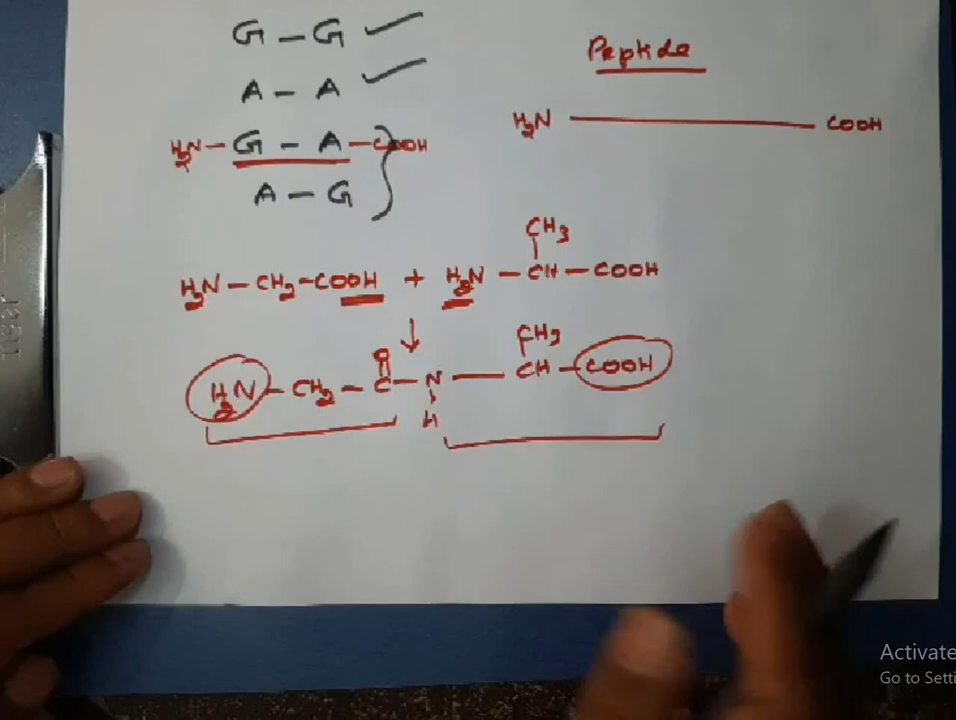 G – G ✓
A – A ✓
H₂N – G – A – COOH
A – G
Peptide
H₂N ——— COOH
H₂N – CH₂ – COOH + H₂N – CH – COOH
CH₃
↓
H₂N – CH₂ – C – N — CH – COOH
O
H
CH₃
Activate
Go to Setti